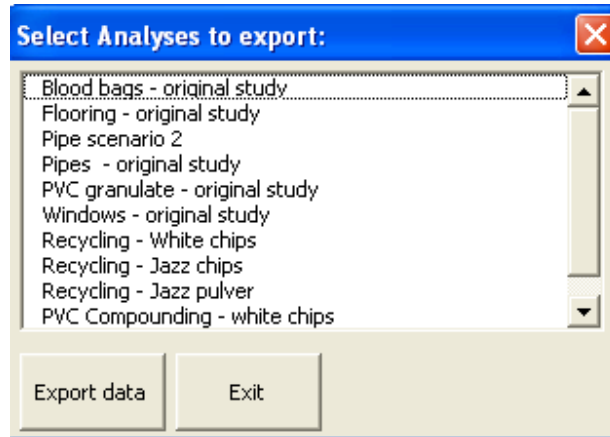 Select Analyses to export:
Blood bags - original study
Flooring - original study
Pipe scenario 2
Pipes  - original study
PVC granulate - original study
Windows - original study
Recycling - White chips
Recycling - Jazz chips
Recycling - Jazz pulver
PVC Compounding - white chips
Export data
Exit